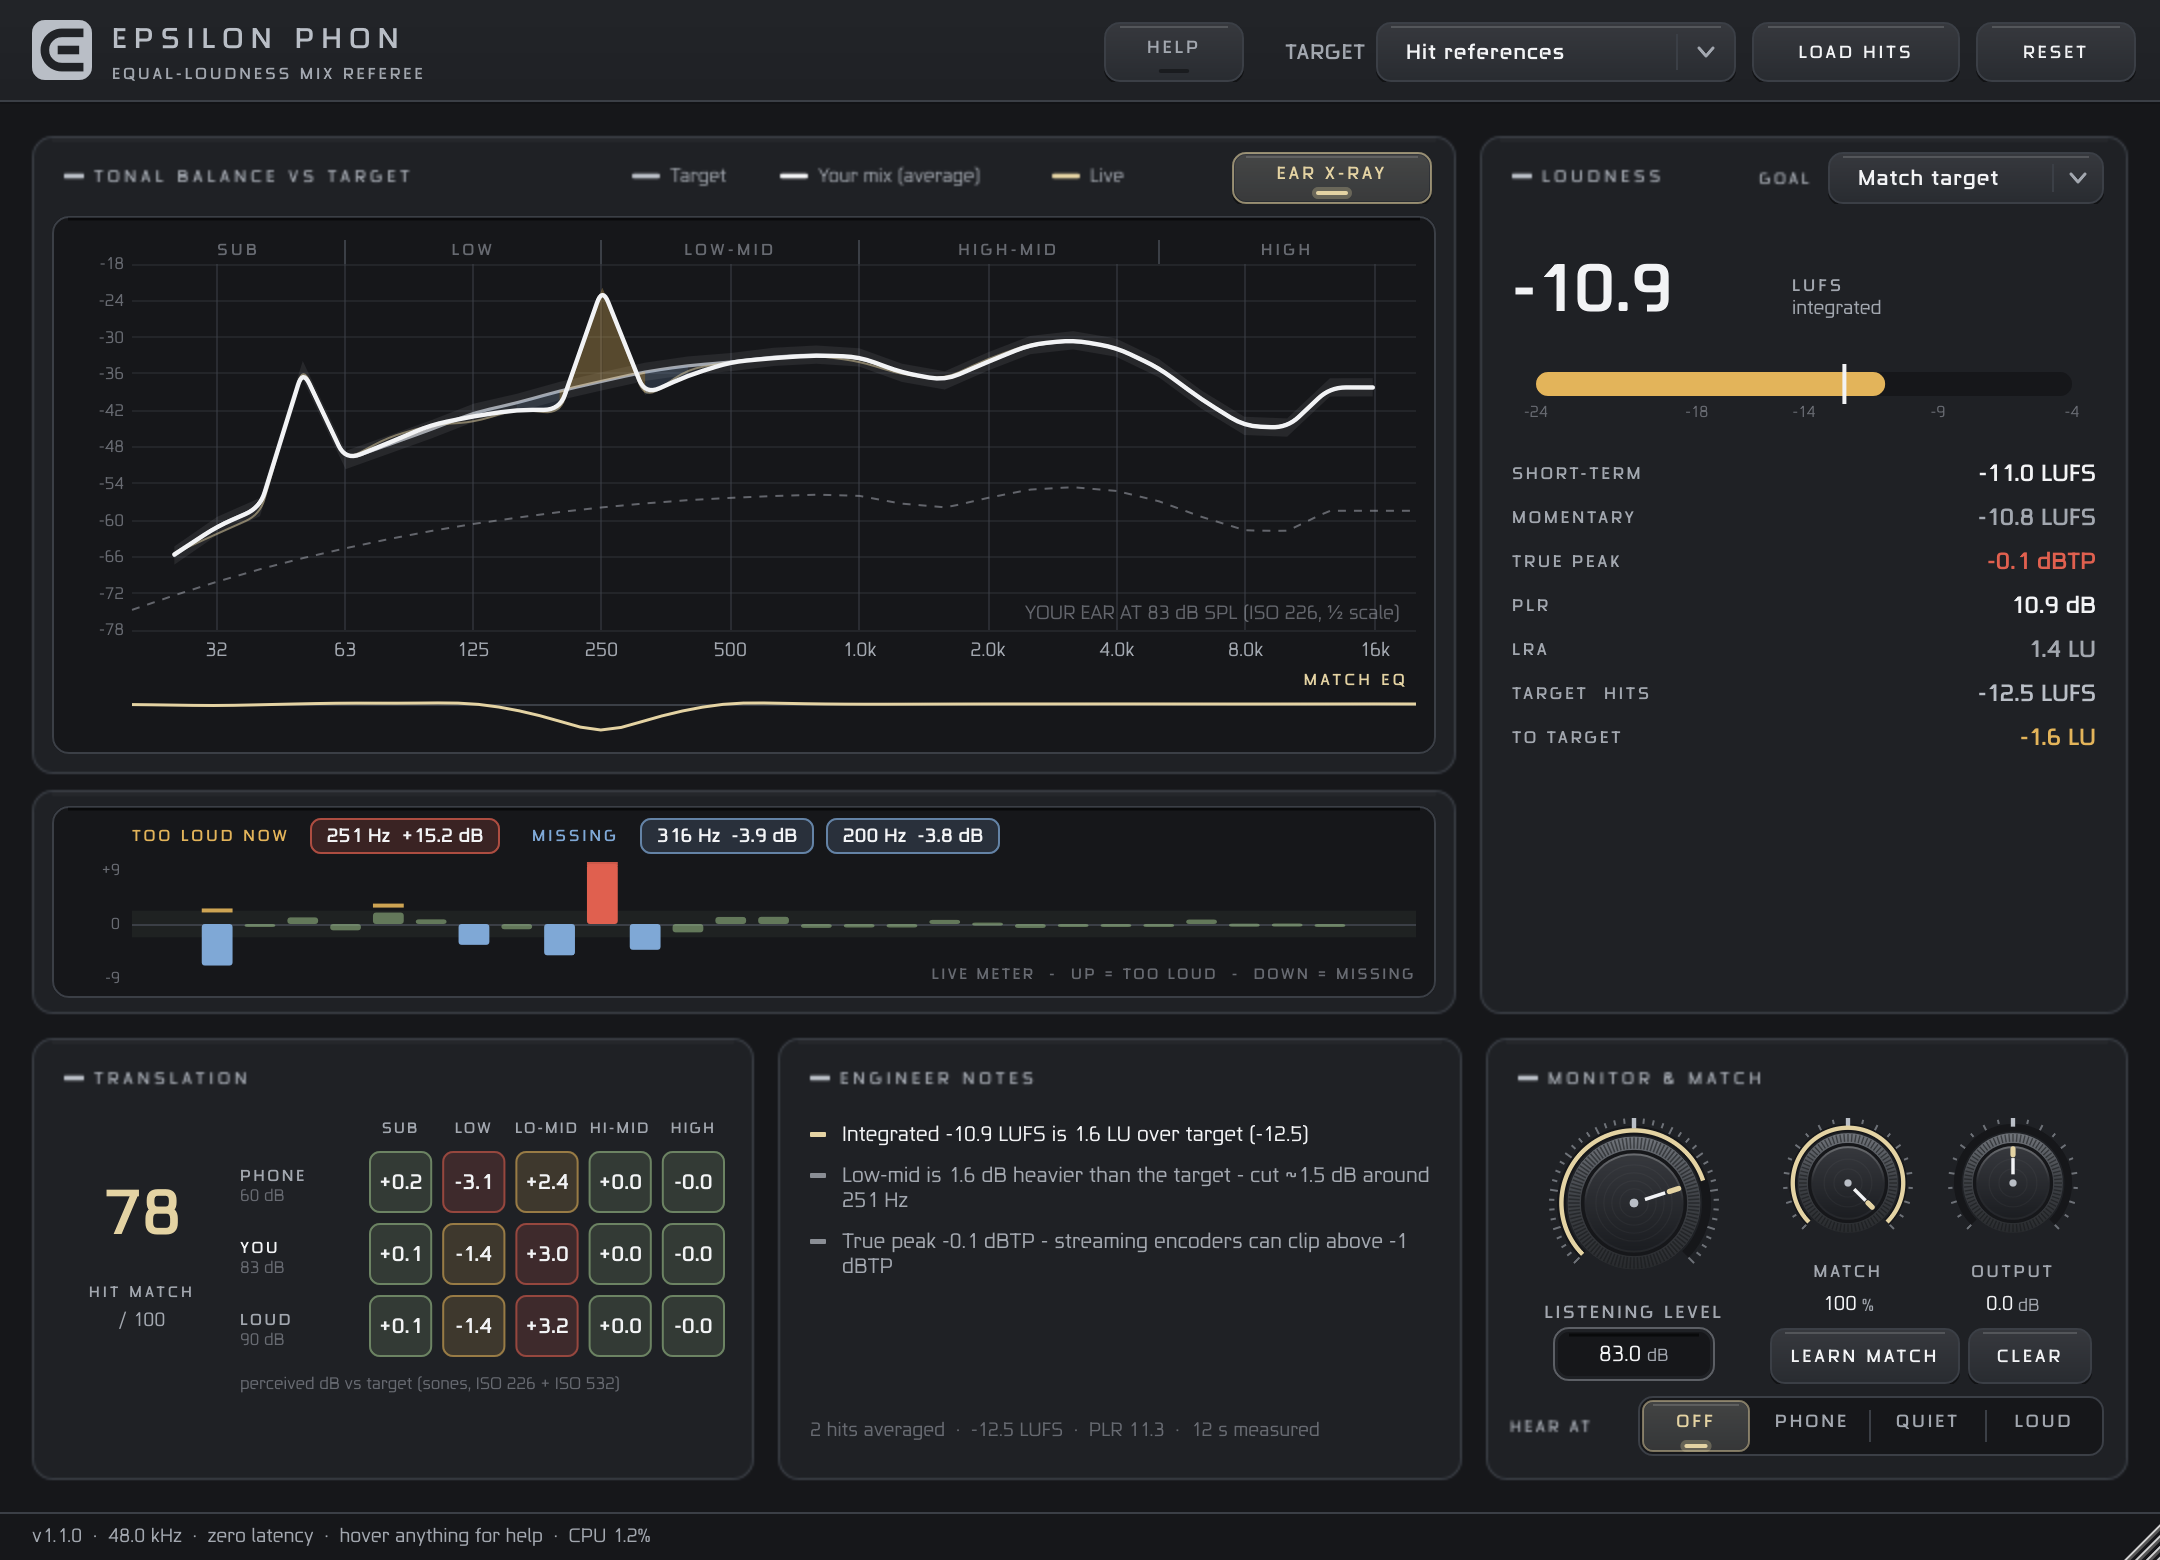 EPSILON PHON
EQUAL-LOUDNESS MIX REFEREE
HELP
TARGET
Hit references
LOAD HITS
RESET
TONAL BALANCE VS TARGET
Target
Your mix (average)
Live
EAR X-RAY
SUB
LOW
LOW-MID
HIGH-MID
HIGH
-18
-24
-30
-36
-42
-48
-54
-60
-66
-72
-78
YOUR EAR AT 83 dB SPL (ISO 226, ½ scale)
32
63
125
250
500
1.0k
2.0k
4.0k
8.0k
16k
MATCH EQ
LOUDNESS
GOAL
Match target
-10.9
LUFS
integrated
-24
-18
-14
-9
-4
SHORT-TERM
-11.0 LUFS
MOMENTARY
-10.8 LUFS
TRUE PEAK
-0.1 dBTP
PLR
10.9 dB
LRA
1.4 LU
TARGET HITS
-12.5 LUFS
TO TARGET
-1.6 LU
TOO LOUD NOW
251 Hz +15.2 dB
MISSING
316 Hz -3.9 dB
200 Hz -3.8 dB
+9
0
-9
LIVE METER - UP = TOO LOUD - DOWN = MISSING
TRANSLATION
SUB
LOW
LO-MID
HI-MID
HIGH
78
HIT MATCH
/ 100
PHONE
60 dB
+0.2
-3.1
+2.4
+0.0
-0.0
YOU
83 dB
+0.1
-1.4
+3.0
+0.0
-0.0
LOUD
90 dB
+0.1
-1.4
+3.2
+0.0
-0.0
perceived dB vs target (sones, ISO 226 + ISO 532)
ENGINEER NOTES
Integrated -10.9 LUFS is 1.6 LU over target (-12.5)
Low-mid is 1.6 dB heavier than the target - cut ~1.5 dB around
251 Hz
True peak -0.1 dBTP - streaming encoders can clip above -1
dBTP
2 hits averaged · -12.5 LUFS · PLR 11.3 · 12 s measured
MONITOR & MATCH
LISTENING LEVEL
83.0 dB
MATCH
100 %
OUTPUT
0.0 dB
LEARN MATCH
CLEAR
HEAR AT
OFF
PHONE
QUIET
LOUD
v1.1.0 · 48.0 kHz · zero latency · hover anything for help · CPU 1.2%